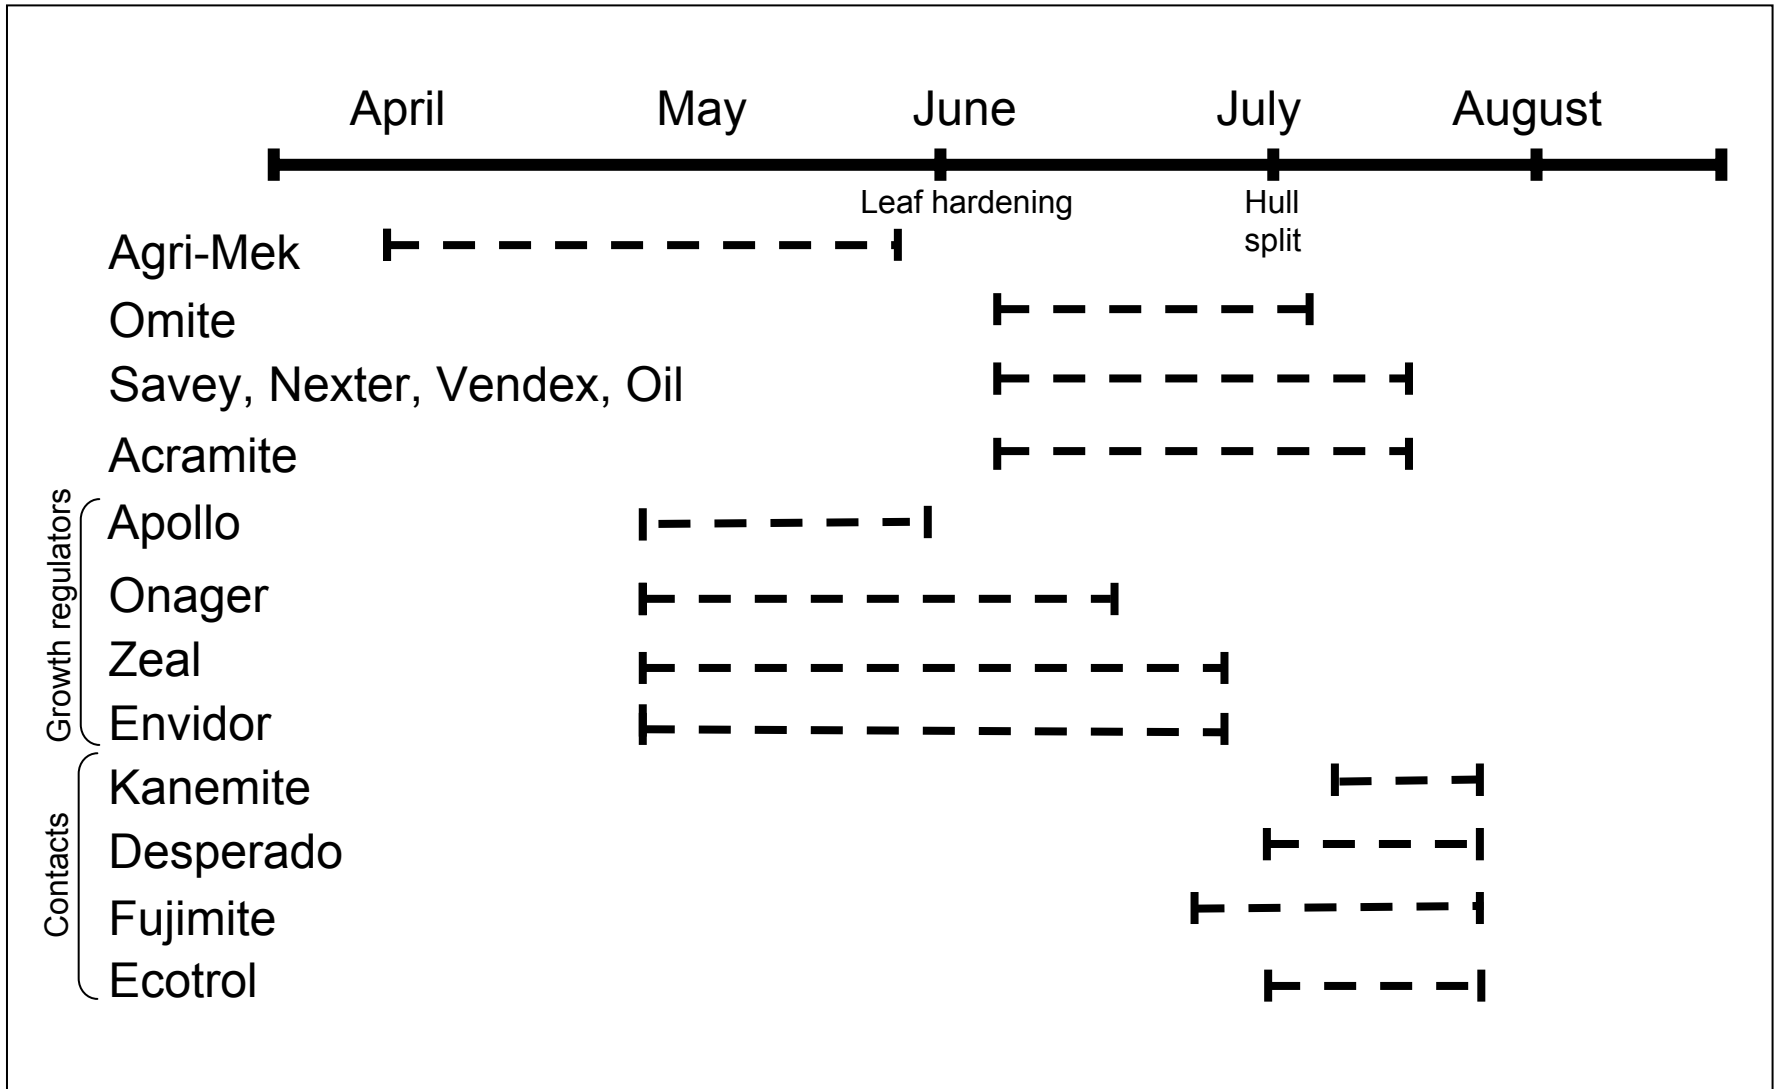 April May June July August
Leaf hardening Hull
split
Agri-Mek
Omite
Savey, Nexter, Vendex, Oil
Acramite
Growth regulators
Apollo
Onager
Zeal
Envidor
Contacts
Kanemite
Desperado
Fujimite
Ecotrol